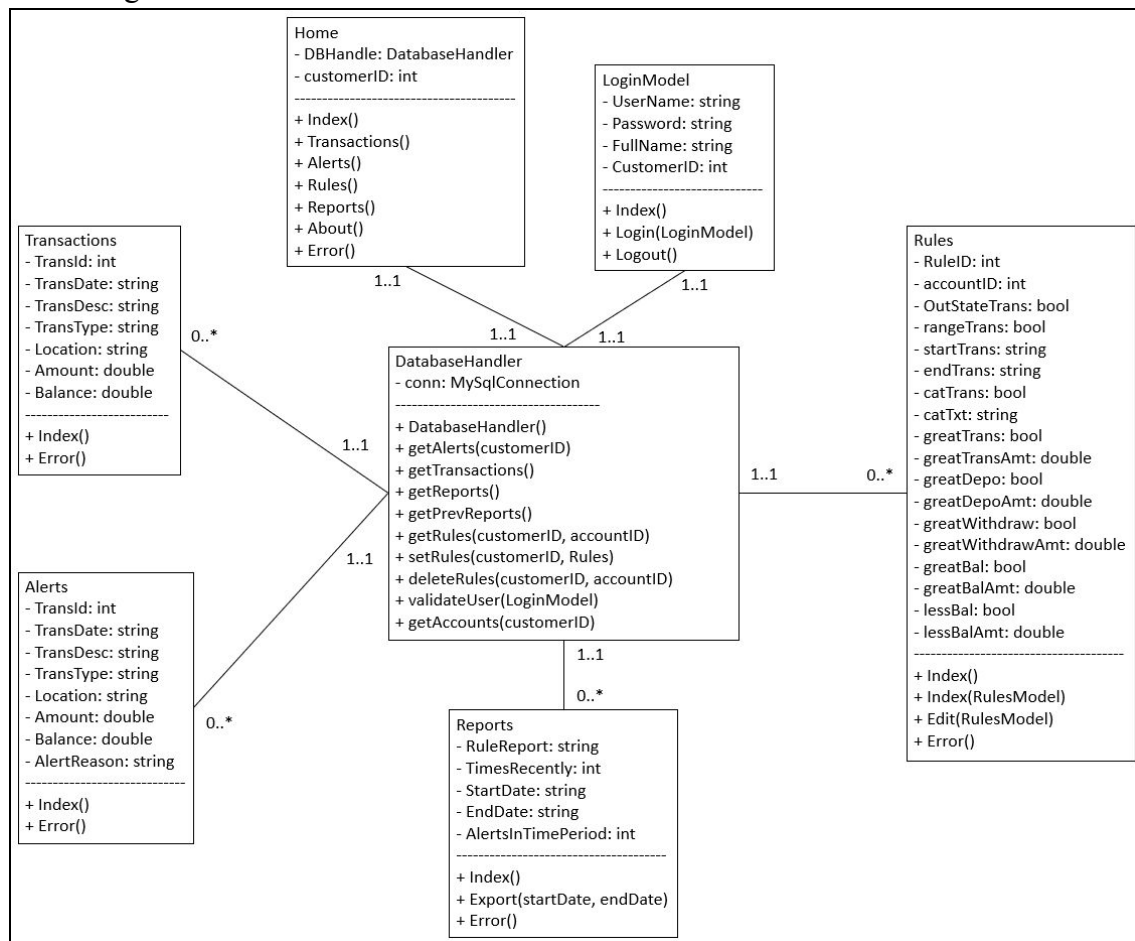 Home
- DBHandle: DatabaseHandler
- customerID: int
----------------------------------------
+ Index()
+ Transactions()
+ Alerts()
+ Rules()
+ Reports()
+ About()
+ Error()
1..1
LoginModel
- UserName: string
- Password: string
- FullName: string
- CustomerID: int
-----------------------------
+ Index()
+ Login(LoginModel)
+ Logout()
1..1
Transactions
- TransId: int
- TransDate: string
- TransDesc: string
- TransType: string
- Location: string
- Amount: double
- Balance: double
--------------------------
+ Index()
+ Error()
0..*
1..1
1..1
DatabaseHandler
- conn: MySqlConnection
-------------------------------------
+ DatabaseHandler()
+ getAlerts(customerID)
+ getTransactions()
+ getReports()
+ getPrevReports()
+ getRules(customerID, accountID)
+ setRules(customerID, Rules)
+ deleteRules(customerID, accountID)
+ validateUser(LoginModel)
+ getAccounts(customerID)
1..1
1..1
1..1
0..*
Rules
- RuleID: int
- accountID: int
- OutStateTrans: bool
- rangeTrans: bool
- startTrans: string
- endTrans: string
- catTrans: bool
- catTxt: string
- greatTrans: bool
- greatTransAmt: double
- greatDepo: bool
- greatDepoAmt: double
- greatWithdraw: bool
- greatWithdrawAmt: double
- greatBal: bool
- greatBalAmt: double
- lessBal: bool
- lessBalAmt: double
--------------------------------------
+ Index()
+ Index(RulesModel)
+ Edit(RulesModel)
+ Error()
Alerts
- TransId: int
- TransDate: string
- TransDesc: string
- TransType: string
- Location: string
- Amount: double
- Balance: double
- AlertReason: string
-----------------------------
+ Index()
+ Error()
0..*
1..1
0..*
Reports
- RuleReport: string
- TimesRecently: int
- StartDate: string
- EndDate: string
- AlertsInTimePeriod: int
--------------------------------------
+ Index()
+ Export(startDate, endDate)
+ Error()